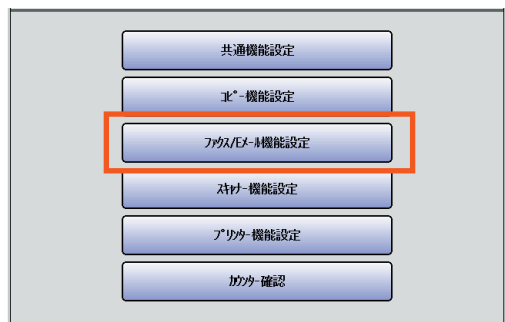 共通機能設定
ｺﾋﾟｰ機能設定
ﾌｧｸｽ/Eﾒｰﾙ機能設定
ｽｷｬﾅｰ機能設定
ﾌﾟﾘﾝﾀｰ機能設定
ｶｳﾝﾀｰ確認